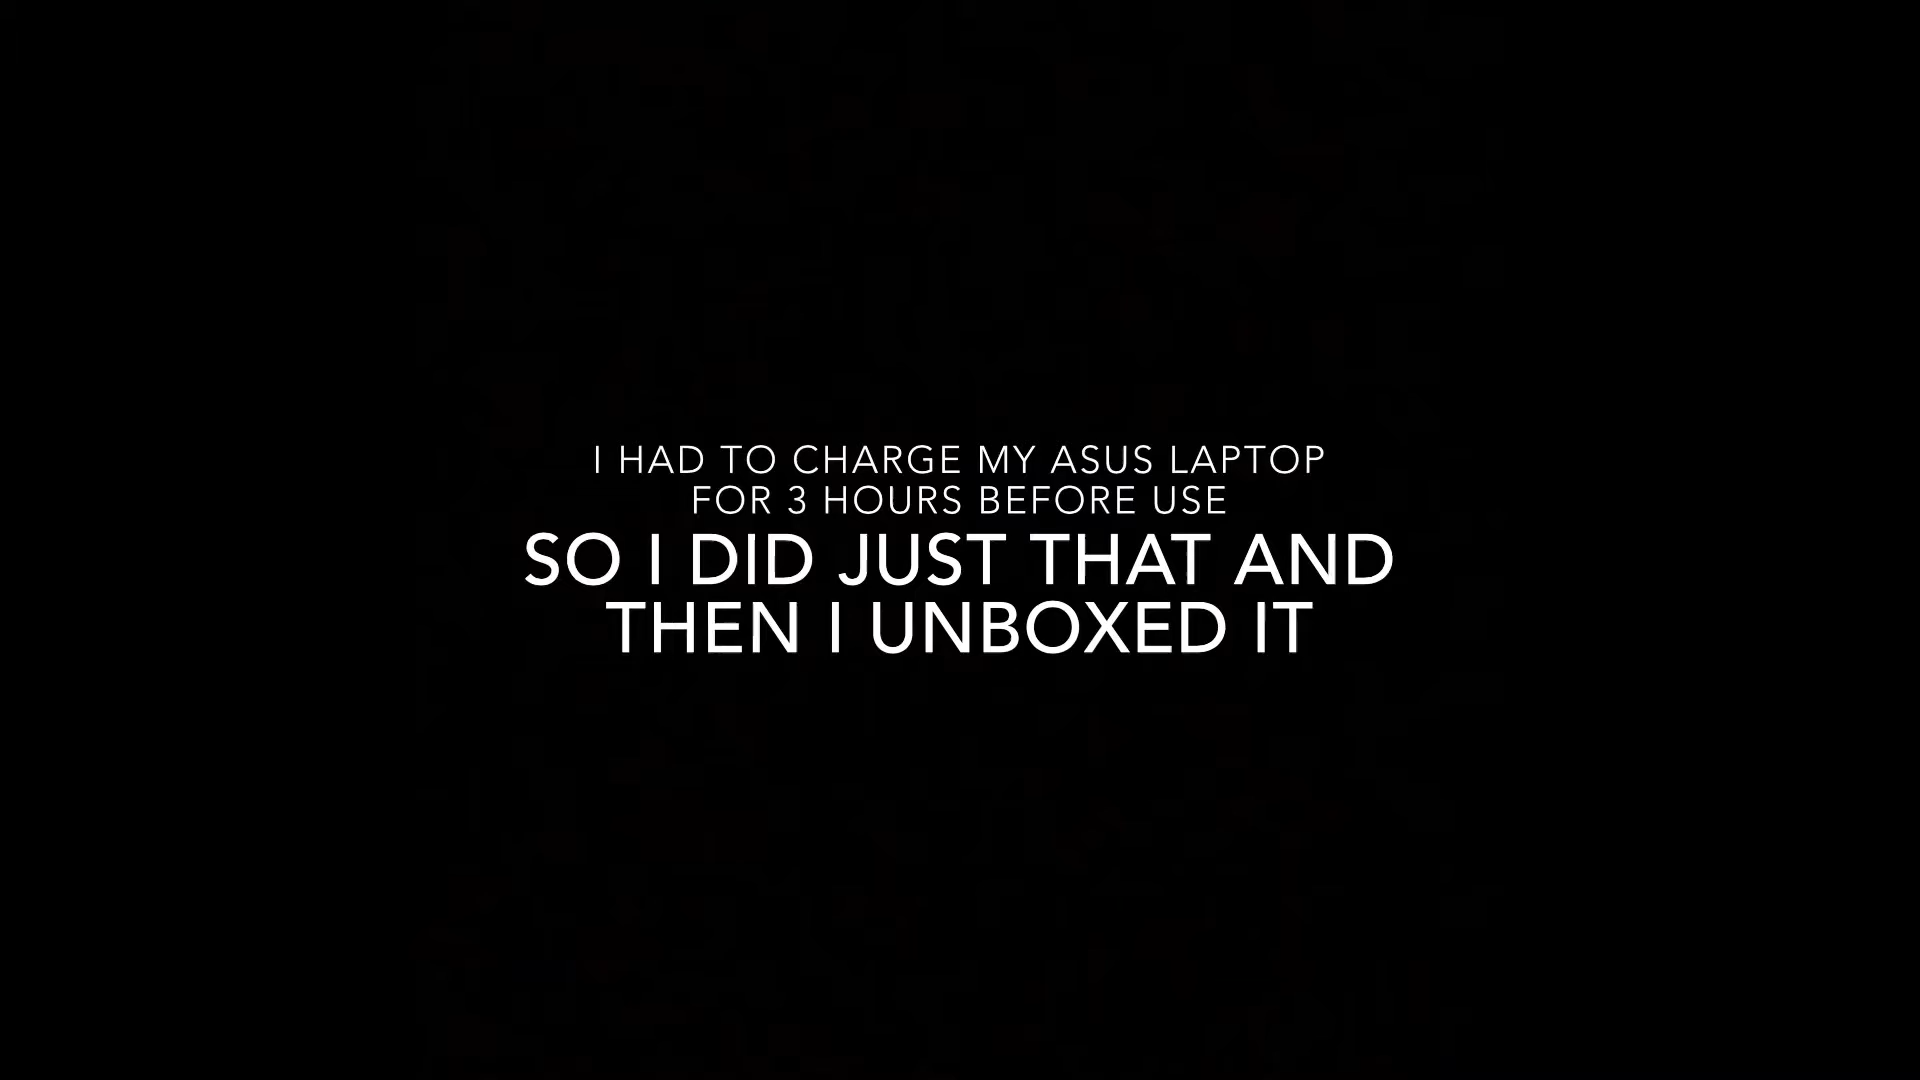 I HAD TO CHARGE MY ASUS LAPTOP
FOR 3 HOURS BEFORE USE
SO I DID JUST THAT AND
THEN I UNBOXED IT